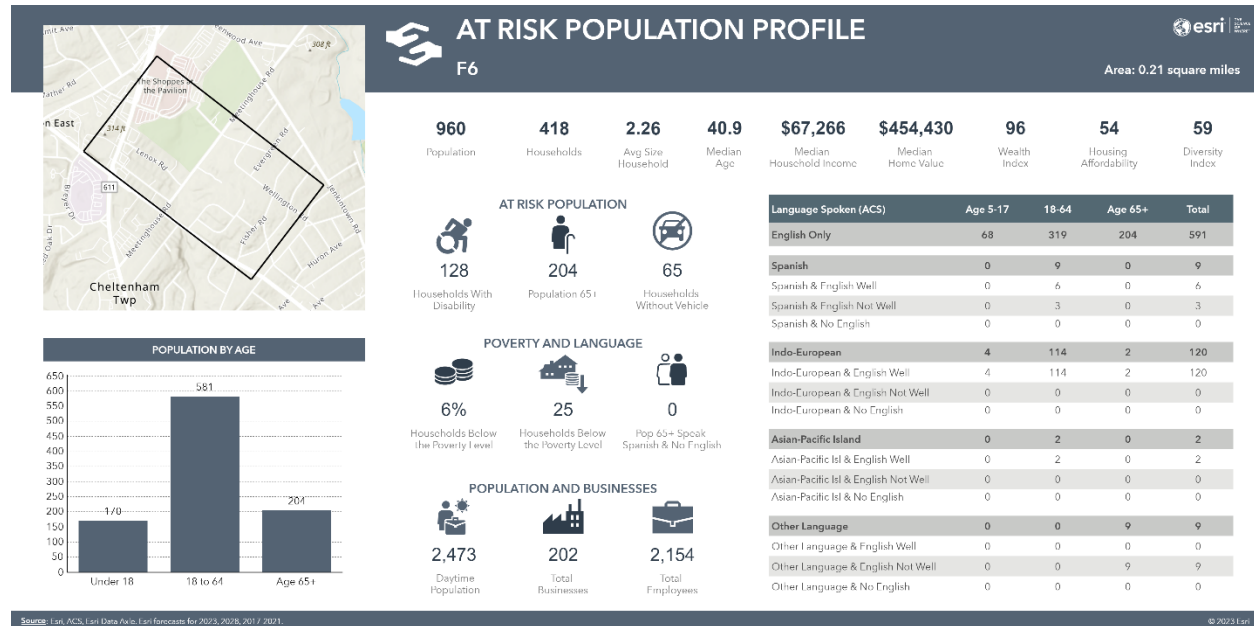 AT RISK POPULATION PROFILE
F6
esri
THE
SCIENCE
OF
WHERE
Area: 0.21 square miles
Greenwood Ave
308 ft
The Shoppes at
the Pavilion
Meetinghouse Rd
314 ft
Lenox Rd
Evergreen Rd
611
Breyer Dr
Wellington Rd
Jenkintown Rd
Fisher Rd
Meetinghouse Rd
Huron Ave
Cheltenham
Twp
Ave
960
Population
418
Households
2.26
Avg Size
Household
40.9
Median
Age
$67,266
Median
Household Income
$454,430
Median
Home Value
96
Wealth
Index
54
Housing
Affordability
59
Diversity
Index
AT RISK POPULATION
128
Households With
Disability
204
Population 65+
65
Households
Without Vehicle
POVERTY AND LANGUAGE
6%
Households Below
the Poverty Level
25
Households Below
the Poverty Level
0
Pop 65+ Speak
Spanish & No English
POPULATION AND BUSINESSES
2,473
Daytime
Population
202
Total
Businesses
2,154
Total
Employees
POPULATION BY AGE
650
600
550
500
450
400
350
300
250
200
150
100
50
0
170
581
204
Under 18 18 to 64 Age 65+
Language Spoken (ACS) Age 5-17 18-64 Age 65+ Total
English Only 68 319 204 591
Spanish 0 9 0 9
Spanish & English Well 0 6 0 6
Spanish & English Not Well 0 3 0 3
Spanish & No English 0 0 0 0
Indo-European 4 114 2 120
Indo-European & English Well 4 114 2 120
Indo-European & English Not Well 0 0 0 0
Indo-European & No English 0 0 0 0
Asian-Pacific Island 0 2 0 2
Asian-Pacific Isl & English Well 0 2 0 2
Asian-Pacific Isl & English Not Well 0 0 0 0
Asian-Pacific Isl & No English 0 0 0 0
Other Language 0 0 9 9
Other Language & English Well 0 0 0 0
Other Language & English Not Well 0 0 9 9
Other Language & No English 0 0 0 0
Source: Esri, ACS, Esri-Data Axle. Esri forecasts for 2023, 2028, 2017-2021.
© 2023 Esri